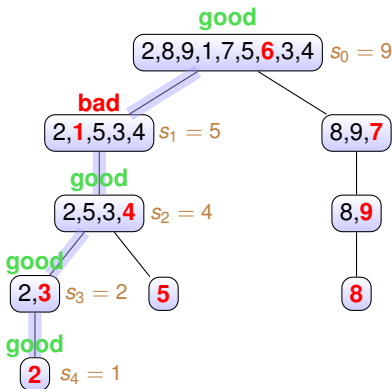 good
2,8,9,1,7,5,6,3,4 s₀ = 9
bad
2,1,5,3,4 s₁ = 5 8,9,7
good
2,5,3,4 s₂ = 4 8,9
good
2,3 s₃ = 2 5 8
good
2 s₄ = 1